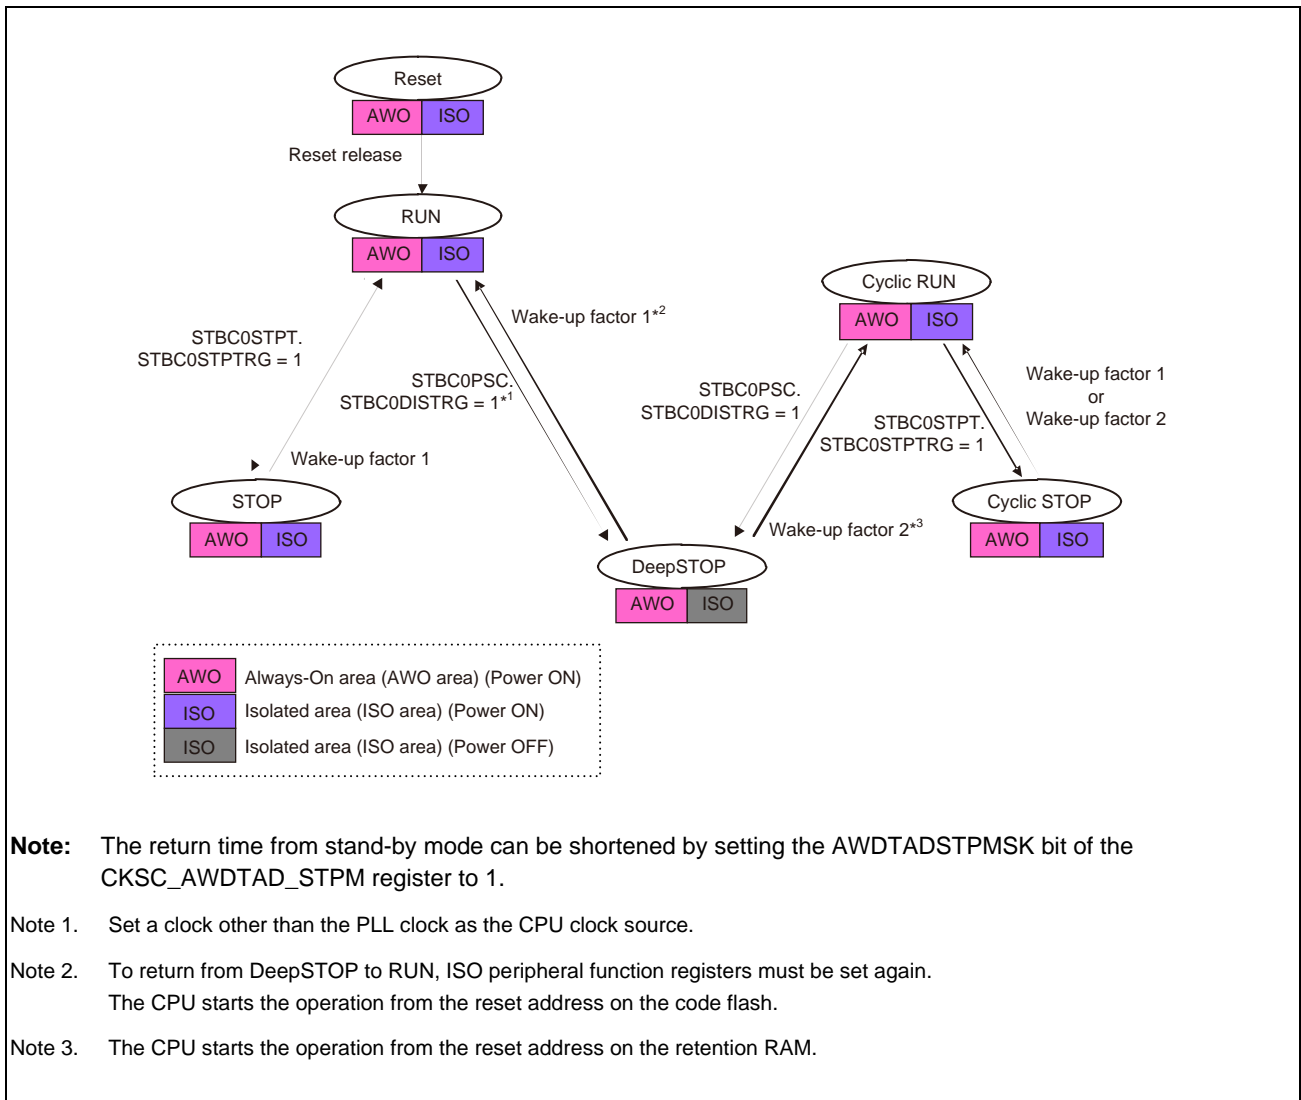 Reset
AWO ISO
Reset release
RUN
AWO ISO
Cyclic RUN
AWO ISO
Wake-up factor 1*2
STBC0STPT.
STBC0STPTRG = 1
STBC0PSC.
STBC0DISTRG = 1*1
STBC0PSC.
STBC0DISTRG = 1
Wake-up factor 1
or
Wake-up factor 2
STBC0STPT.
STBC0STPTRG = 1
Wake-up factor 1
STOP
AWO ISO
Cyclic STOP
AWO ISO
Wake-up factor 2*3
DeepSTOP
AWO ISO
AWO Always-On area (AWO area) (Power ON)
ISO Isolated area (ISO area) (Power ON)
ISO Isolated area (ISO area) (Power OFF)
Note: The return time from stand-by mode can be shortened by setting the AWDTADSTPMSK bit of the
CKSC_AWDTAD_STPM register to 1.
Note 1. Set a clock other than the PLL clock as the CPU clock source.
Note 2. To return from DeepSTOP to RUN, ISO peripheral function registers must be set again.
The CPU starts the operation from the reset address on the code flash.
Note 3. The CPU starts the operation from the reset address on the retention RAM.